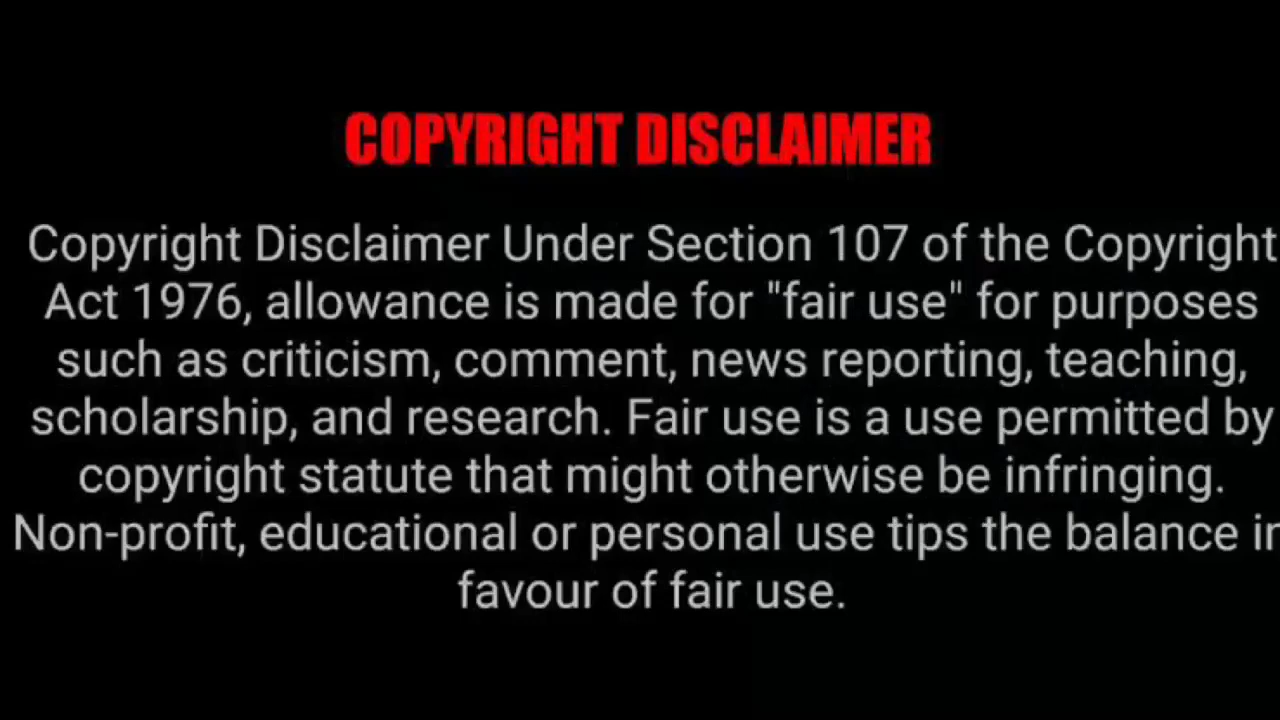 COPYRIGHT DISCLAIMER
Copyright Disclaimer Under Section 107 of the Copyright
Act 1976, allowance is made for "fair use" for purposes
such as criticism, comment, news reporting, teaching,
scholarship, and research. Fair use is a use permitted by
copyright statute that might otherwise be infringing.
Non-profit, educational or personal use tips the balance in
favour of fair use.